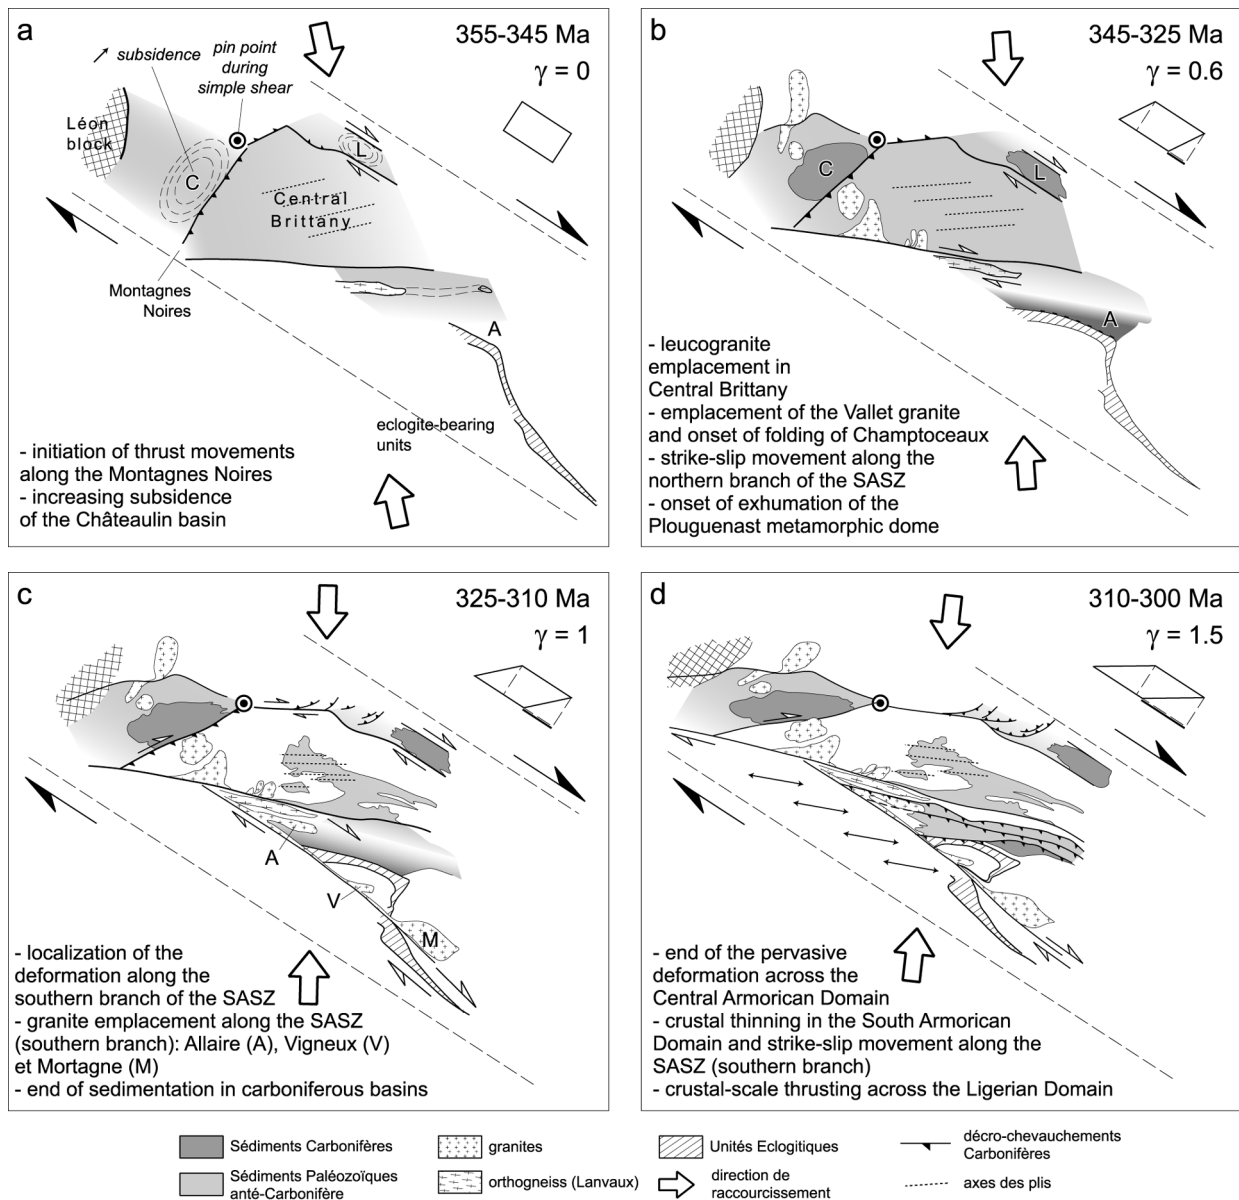 a
355-345 Ma
γ = 0
subsidence
pin point
during
simple shear
Léon
block
C
L
Central
Brittany
Montagnes
Noires
A
eclogite-bearing
units
- initiation of thrust movements
along the Montagnes Noires
- increasing subsidence
of the Châteaulin basin
b
345-325 Ma
γ = 0.6
C
L
A
- leucogranite
emplacement in
Central Brittany
- emplacement of the Vallet granite
and onset of folding of Champtoceaux
- strike-slip movement along the
northern branch of the SASZ
- onset of exhumation of the
Plouguenast metamorphic dome
c
325-310 Ma
γ = 1
A
V
M
- localization of the
deformation along the
southern branch of the SASZ
- granite emplacement along the SASZ
(southern branch): Allaire (A), Vigneux (V)
et Mortagne (M)
- end of sedimentation in carboniferous basins
d
310-300 Ma
γ = 1.5
- end of the pervasive
deformation across the
Central Armorican Domain
- crustal thinning in the South Armorican
Domain and strike-slip movement along the
SASZ (southern branch)
- crustal-scale thrusting across the Ligerian Domain
Sédiments Carbonifères
Sédiments Paléozoïques
anté-Carbonifère
granites
orthogneiss (Lanvaux)
Unités Eclogitiques
direction de
raccourcissement
décro-chevauchements
Carbonifères
axes des plis